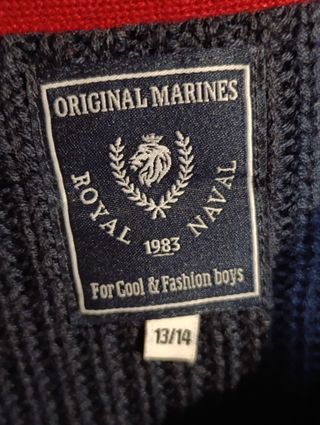 ORIGINAL MARINES
ROYAL NAVAL
1983
For Cool & Fashion boys
13/14